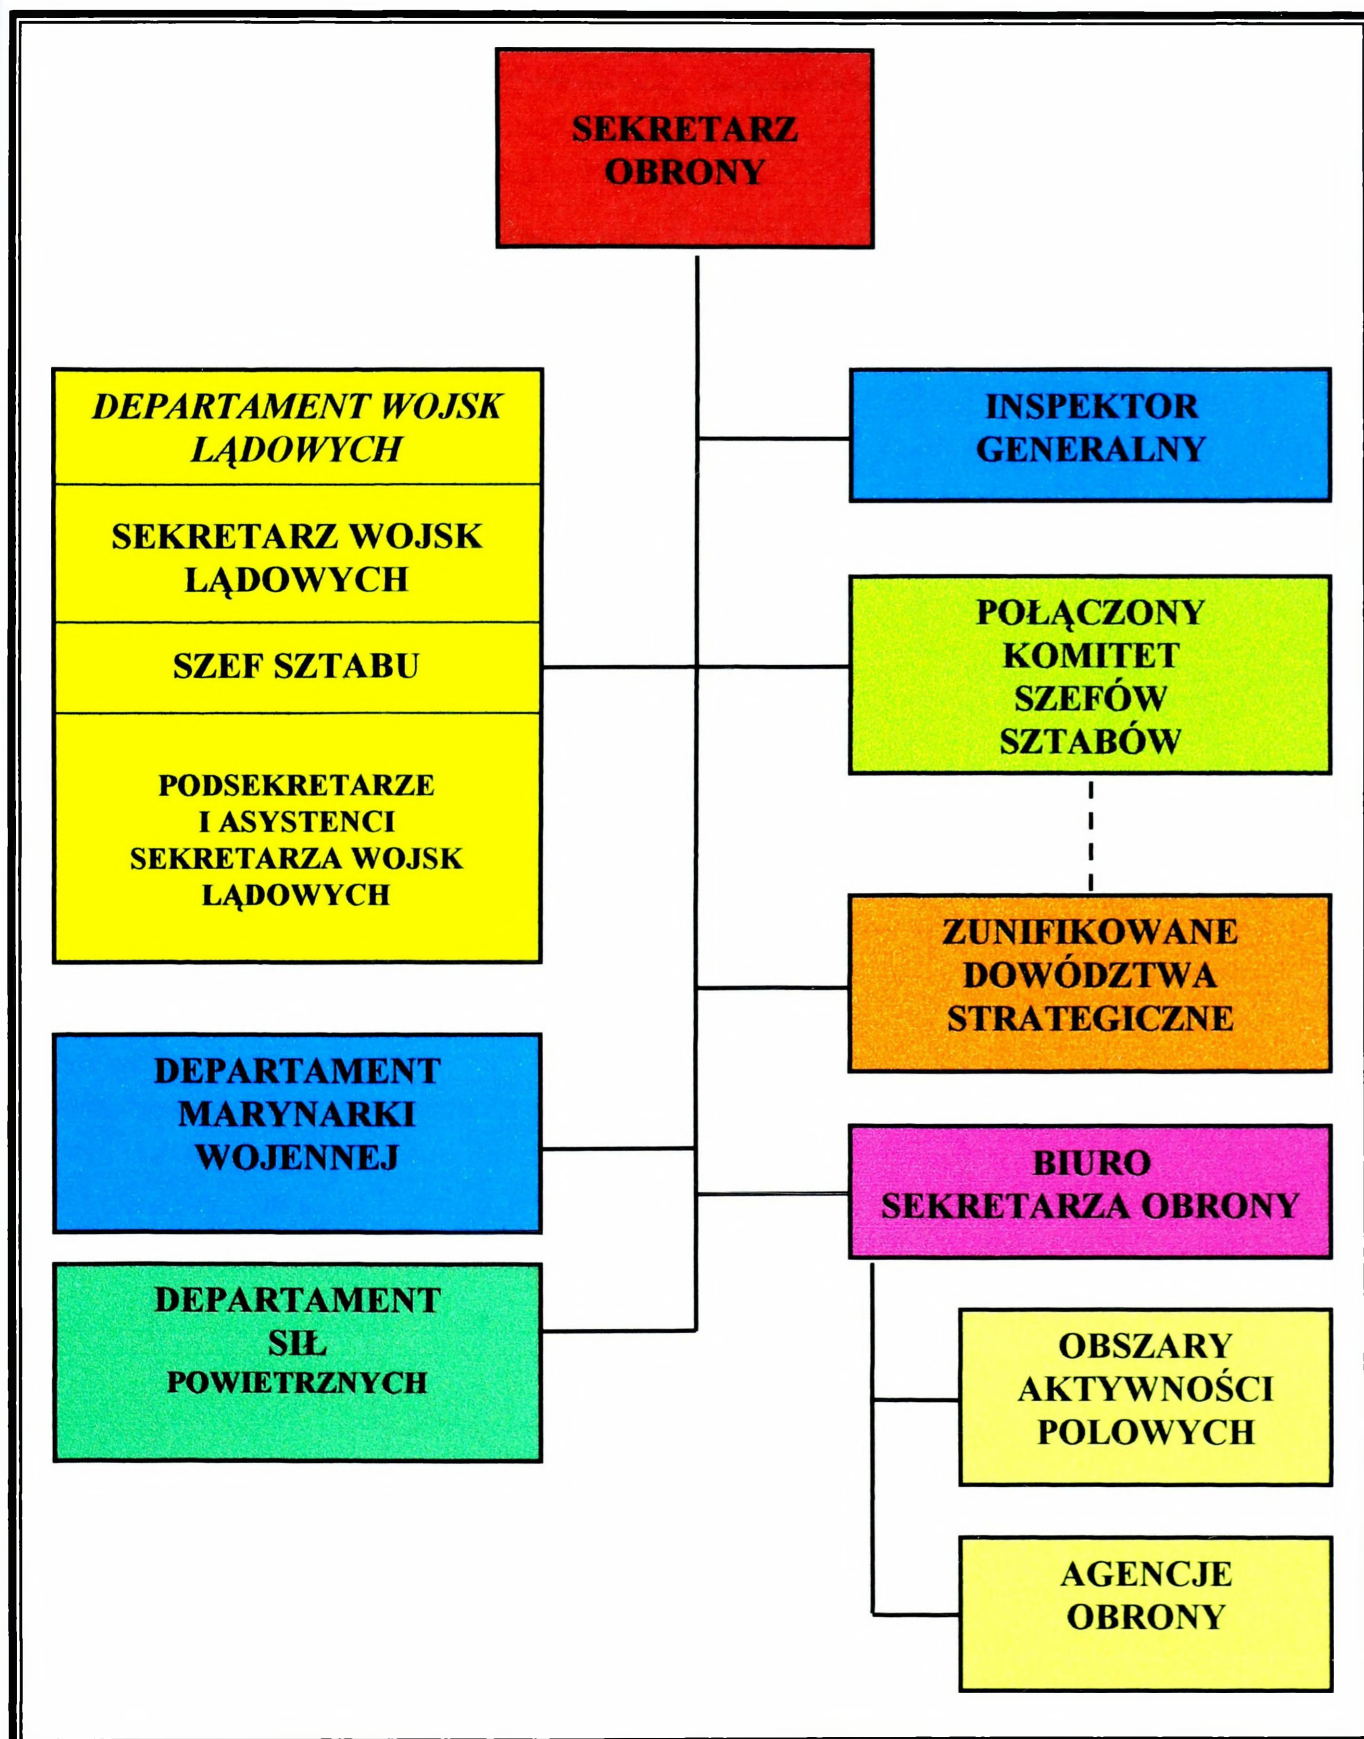 SEKRETARZ
OBRONY
DEPARTAMENT WOJSK
LĄDOWYCH
SEKRETARZ WOJSK
LĄDOWYCH
SZEF SZTABU
PODSEKRETARZE
I ASYSTENCI
SEKRETARZA WOJSK
LĄDOWYCH
DEPARTAMENT
MARYNARKI
WOJENNEJ
DEPARTAMENT
SIŁ
POWIETRZNYCH
INSPEKTOR
GENERALNY
POŁĄCZONY
KOMITET
SZEFÓW
SZTABÓW
ZUNIFIKOWANE
DOWÓDZTWA
STRATEGICZNE
BIURO
SEKRETARZA OBRONY
OBSZARY
AKTYWNOŚCI
POLOWYCH
AGENCJE
OBRONY